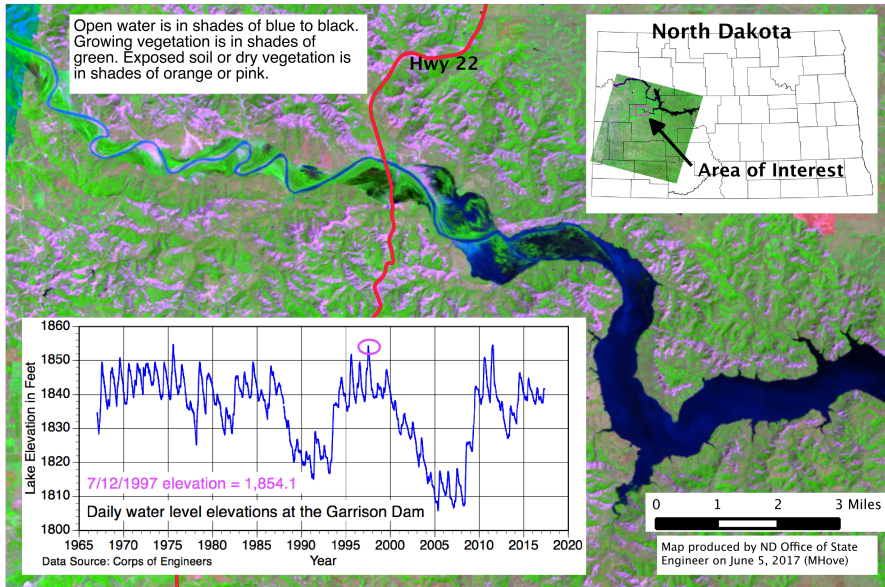 Open water is in shades of blue to black.
Growing vegetation is in shades of
green. Exposed soil or dry vegetation is
in shades of orange or pink.
Hwy 22
North Dakota
Area of Interest
1860
1850
1840
1830
1820
1810
1800
Lake Elevation in Feet
7/12/1997 elevation = 1,854.1
Daily water level elevations at the Garrison Dam
1965 1970 1975 1980 1985 1990 1995 2000 2005 2010 2015 2020
Data Source: Corps of Engineers
Year
0 1 2 3 Miles
Map produced by ND Office of State
Engineer on June 5, 2017 (MHove)